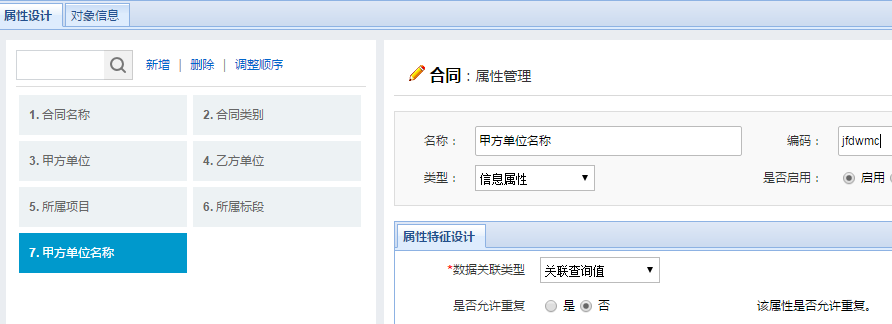 属性设计 对象信息
新增 | 删除 | 调整顺序
合同：属性管理
1. 合同名称 2. 合同类别
3. 甲方单位 4. 乙方单位
5. 所属项目 6. 所属标段
7. 甲方单位名称
名称： 甲方单位名称 编码： jfdwmc
类型： 信息属性 是否启用： 启用
属性特征设计
*数据关联类型 关联查询值
是否允许重复 是 否 该属性是否允许重复。